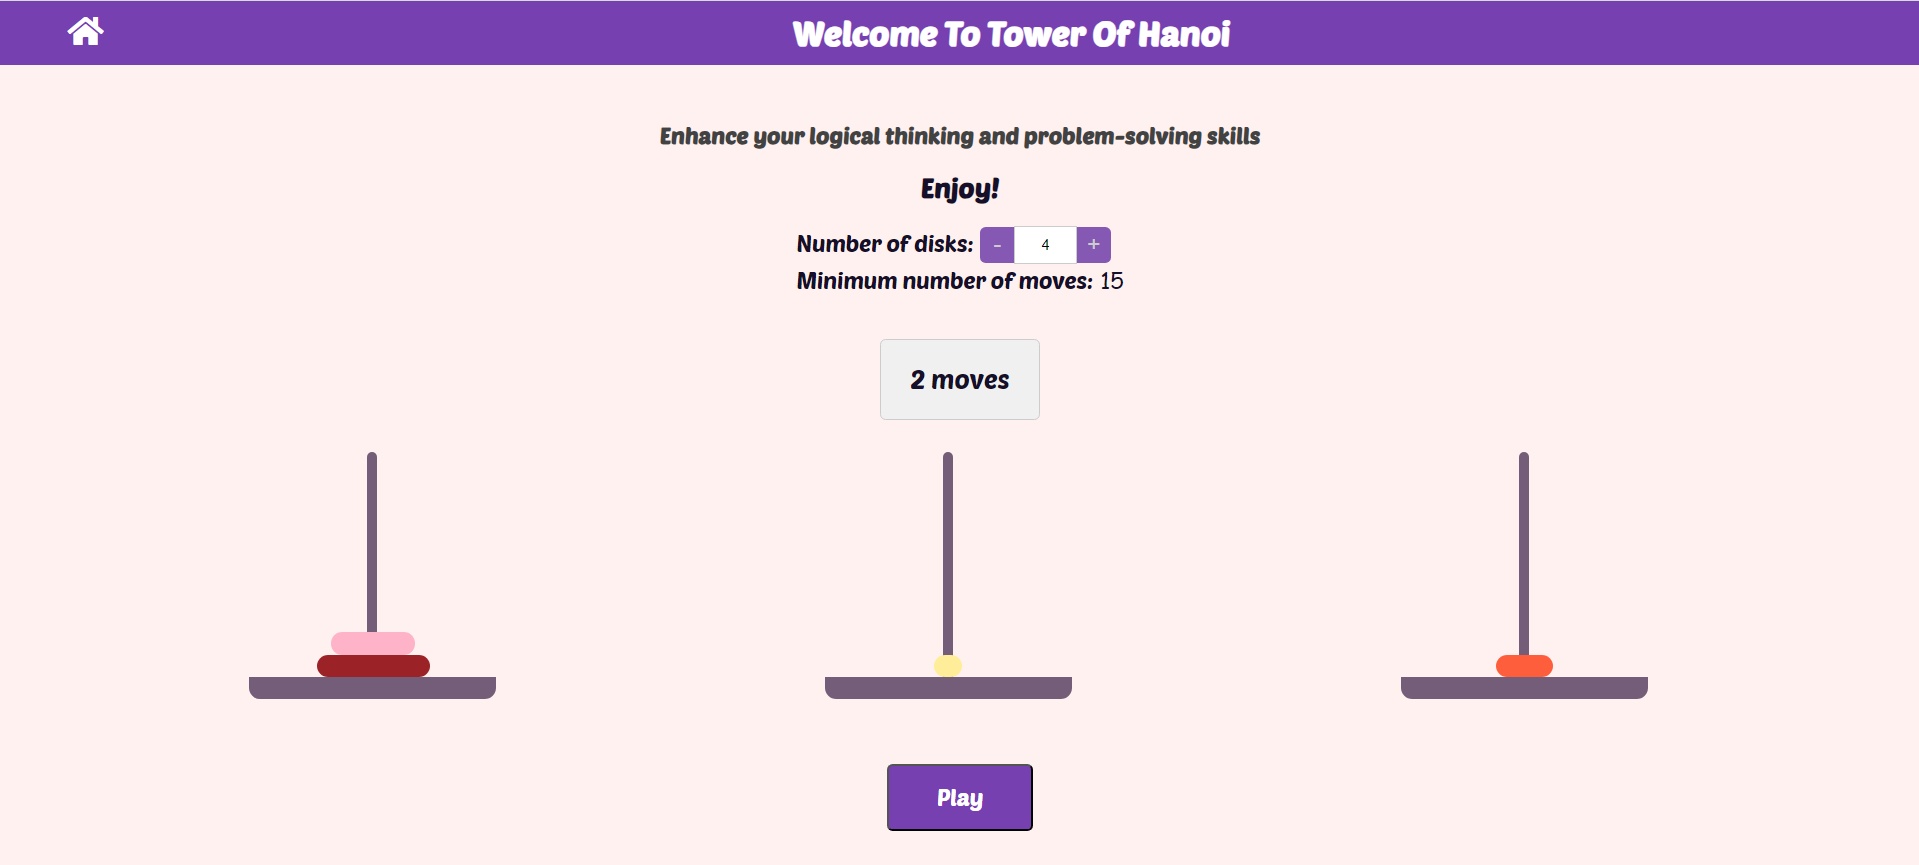 Welcome To Tower Of Hanoi
Enhance your logical thinking and problem-solving skills
Enjoy!
Number of disks: - 4 +
Minimum number of moves: 15
2 moves
Play